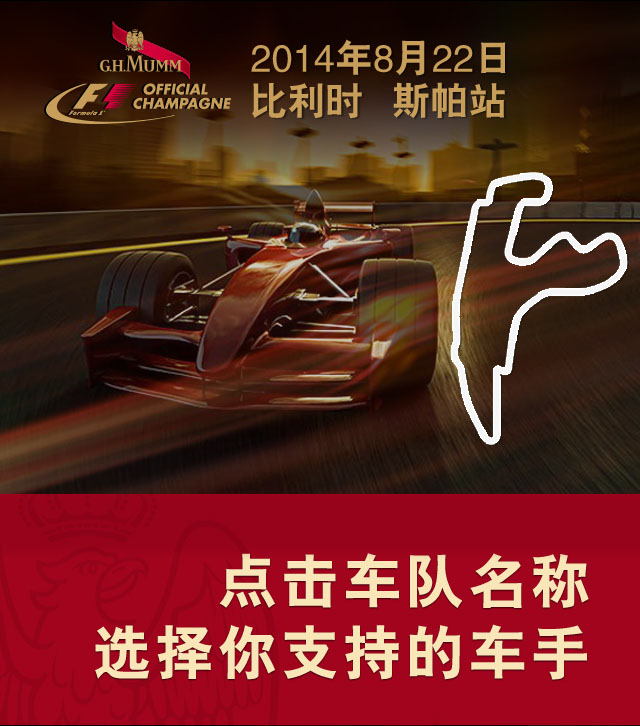 G.H.MUMM
F1
Formula 1®
OFFICIAL
CHAMPAGNE
2014年8月22日
比利时 斯帕站
点击车队名称
选择你支持的车手